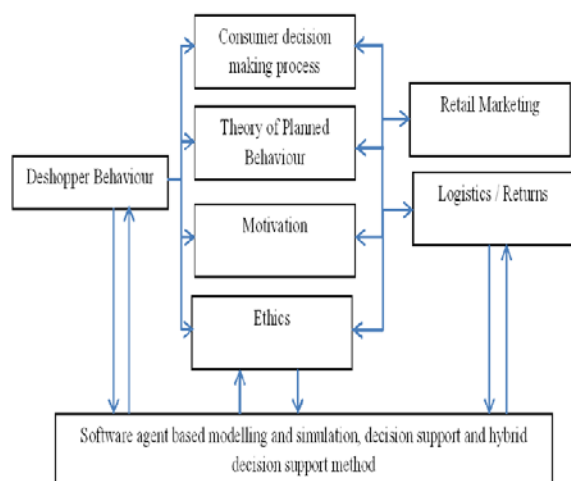 Consumer decision
making process
Retail Marketing
Theory of Planned
Behaviour
Deshopper Behaviour
Logistics / Returns
Motivation
Ethics
Software agent based modelling and simulation, decision support and hybrid
decision support method